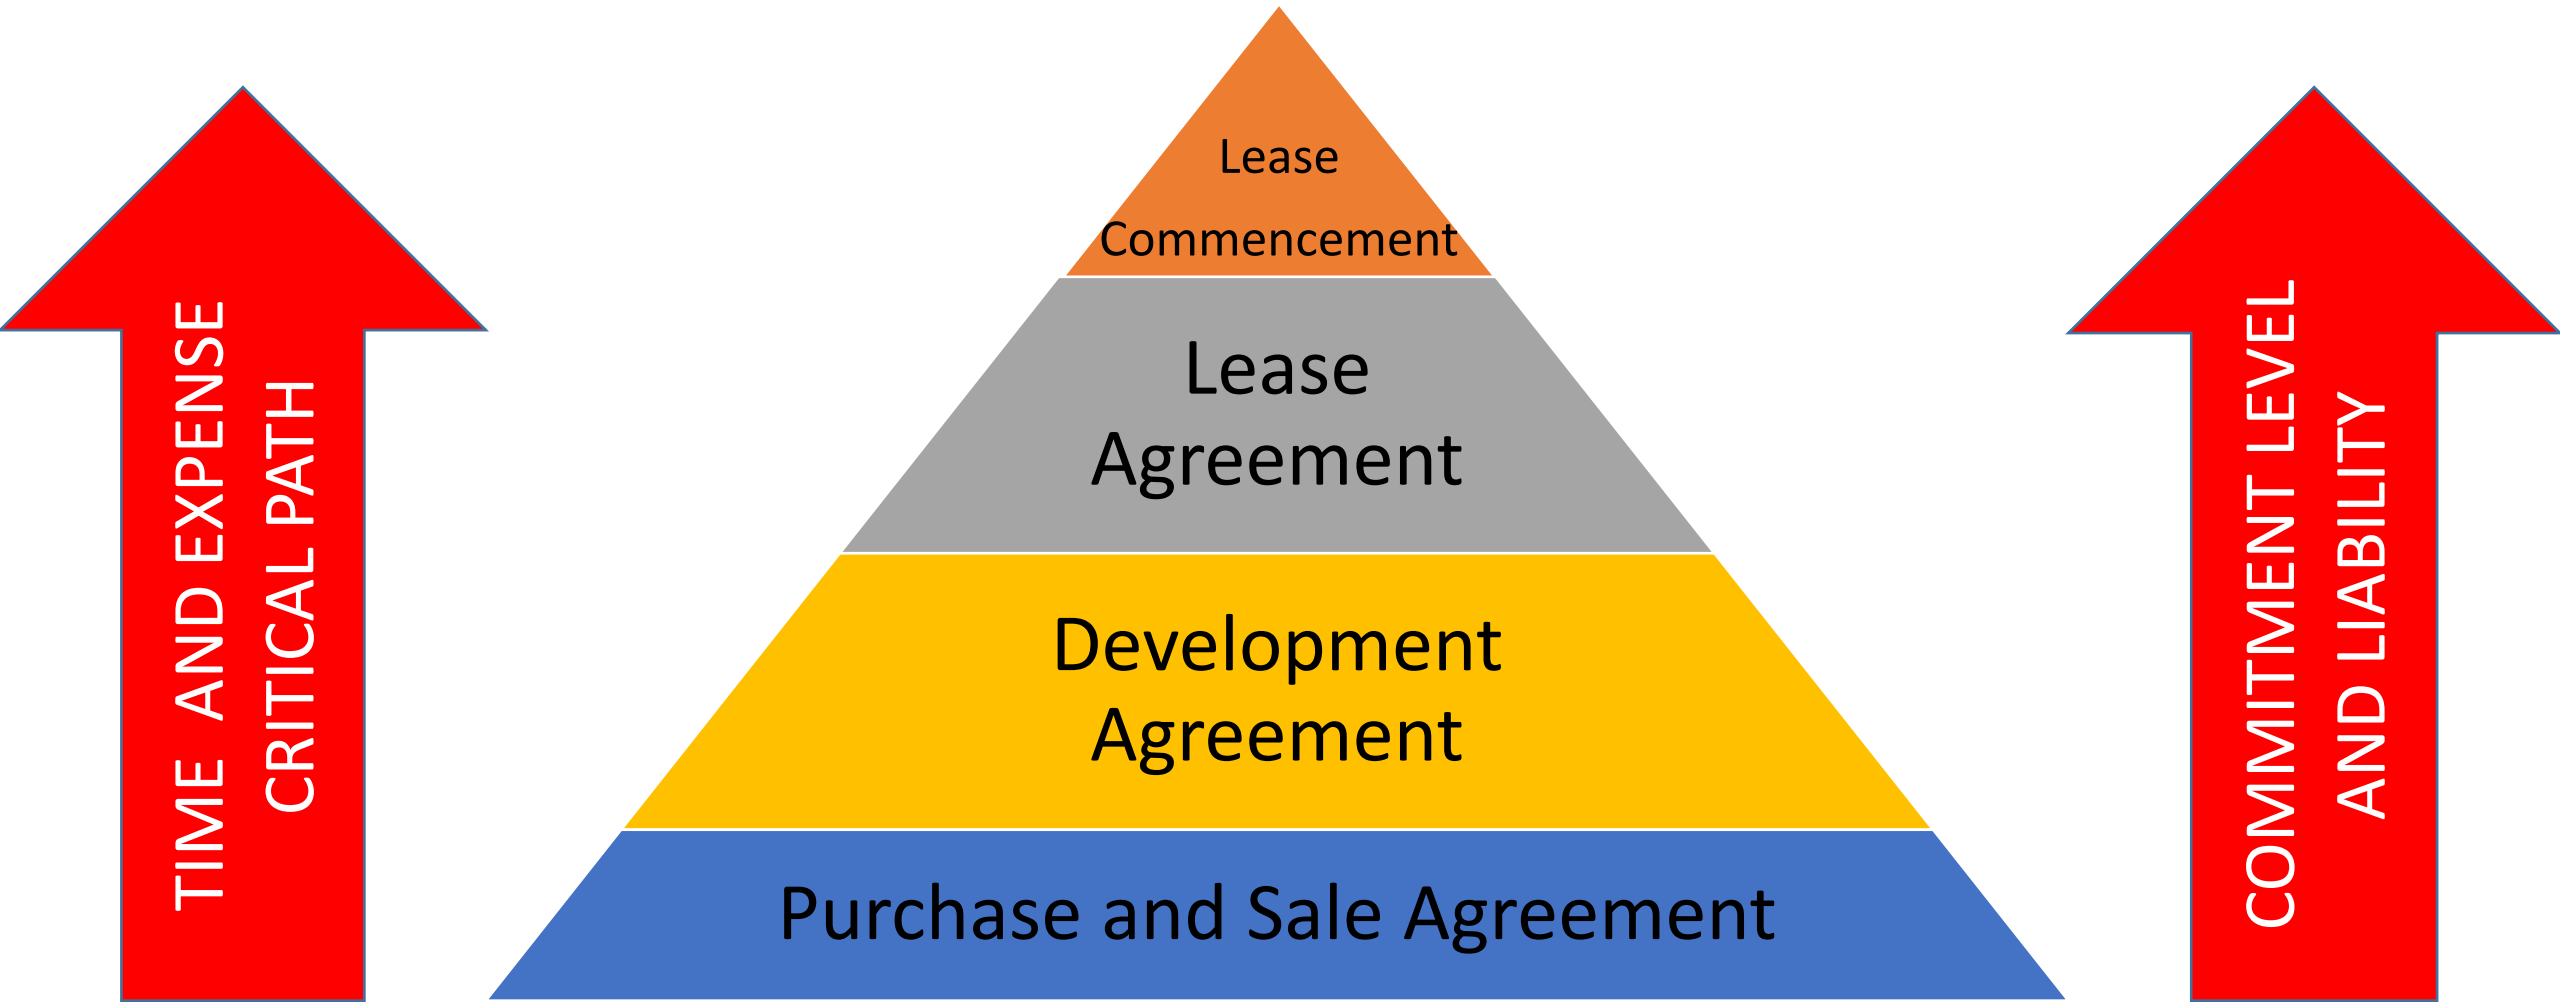 TIME AND EXPENSE
CRITICAL PATH
Lease
Commencement
Lease
Agreement
Development
Agreement
Purchase and Sale Agreement
COMMITMENT LEVEL
AND LIABILITY